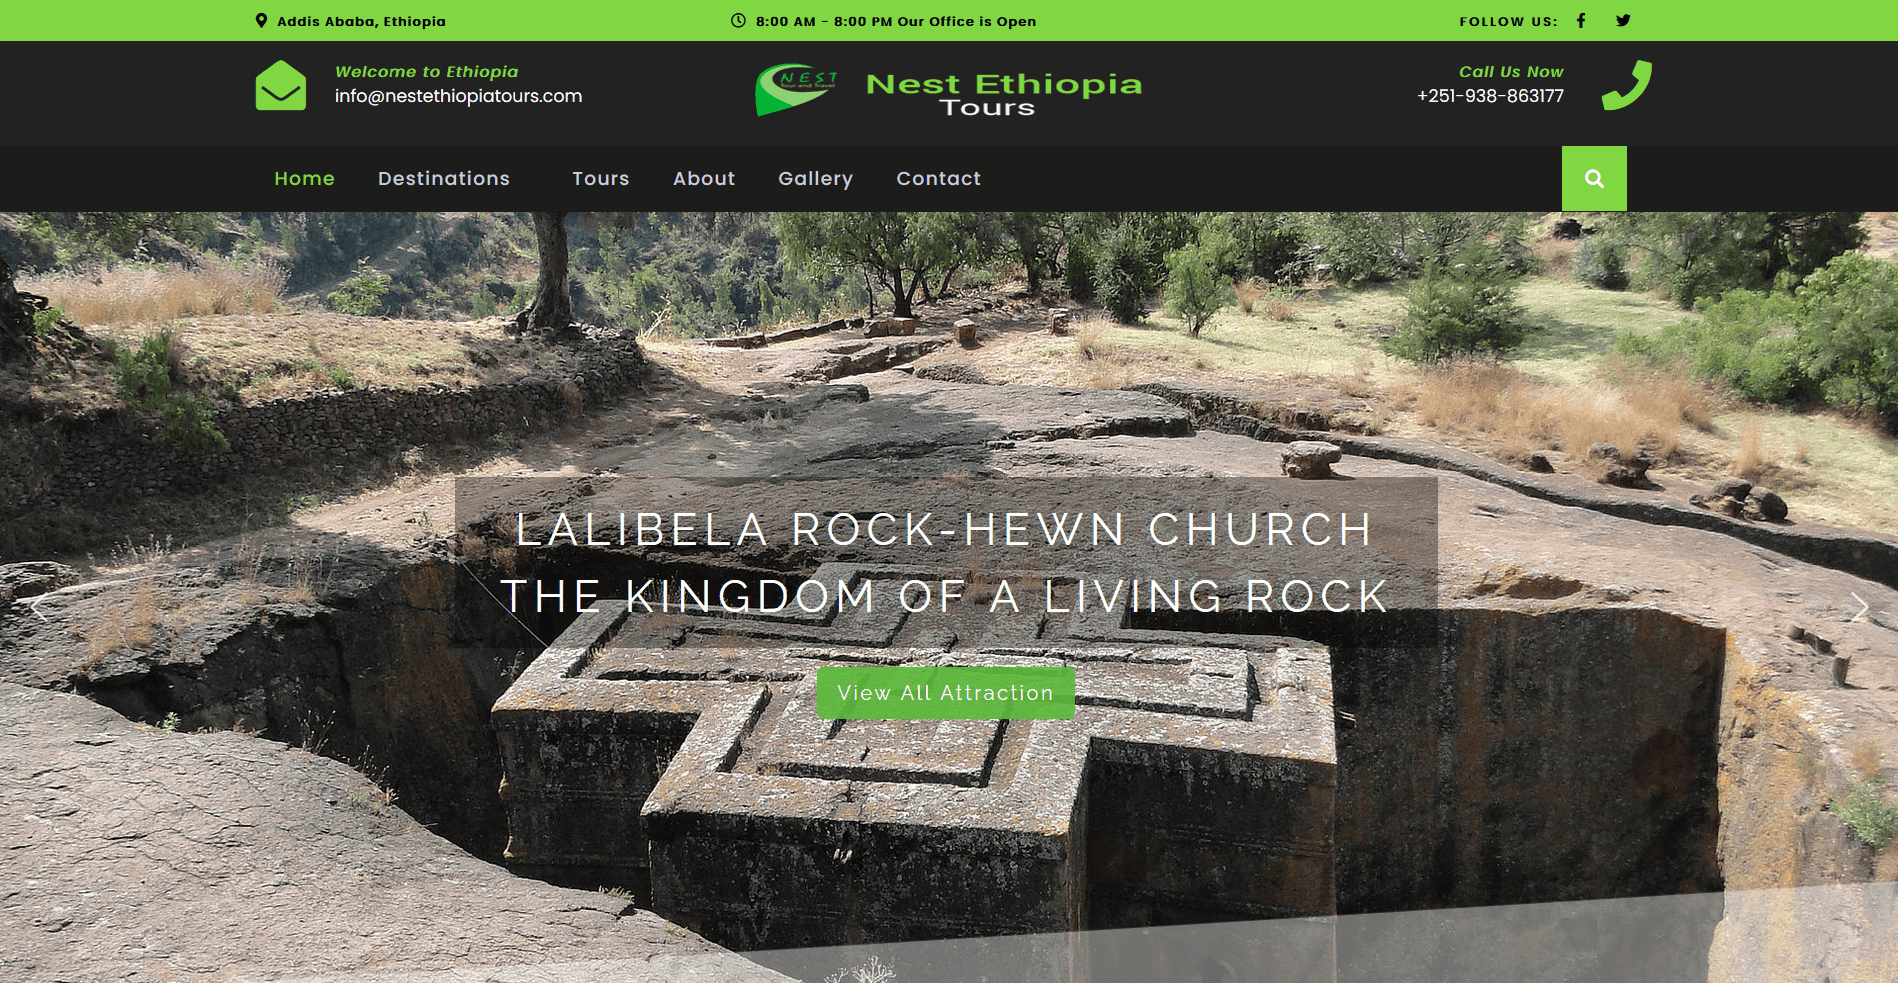 Addis Ababa, Ethiopia
8:00 AM - 8:00 PM Our Office is Open
FOLLOW US:
Welcome to Ethiopia
info@nestethiopiatours.com
NEST
Tour and Travel
Nest Ethiopia
Tours
Call Us Now
+251-938-863177
Home
Destinations
Tours
About
Gallery
Contact
LALIBELA ROCK-HEWN CHURCH
THE KINGDOM OF A LIVING ROCK
View All Attraction